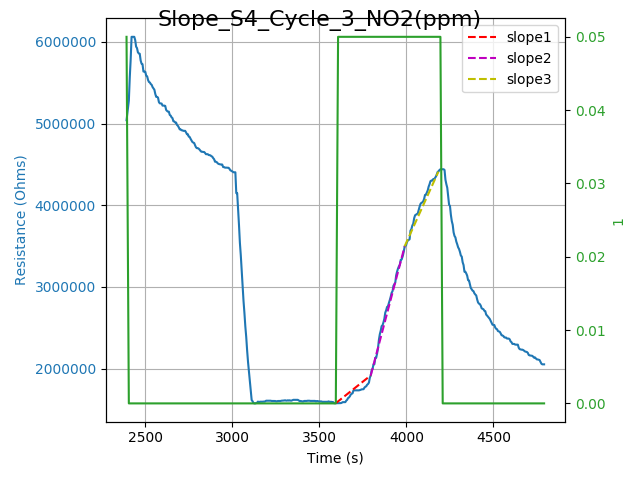 Slope_S4_Cycle_3_NO2(ppm)
slope1
slope2
slope3
6000000
5000000
4000000
3000000
2000000
Resistance (Ohms)
0.05
0.04
0.03
0.02
0.01
0.00
1
2500 3000 3500 4000 4500
Time (s)